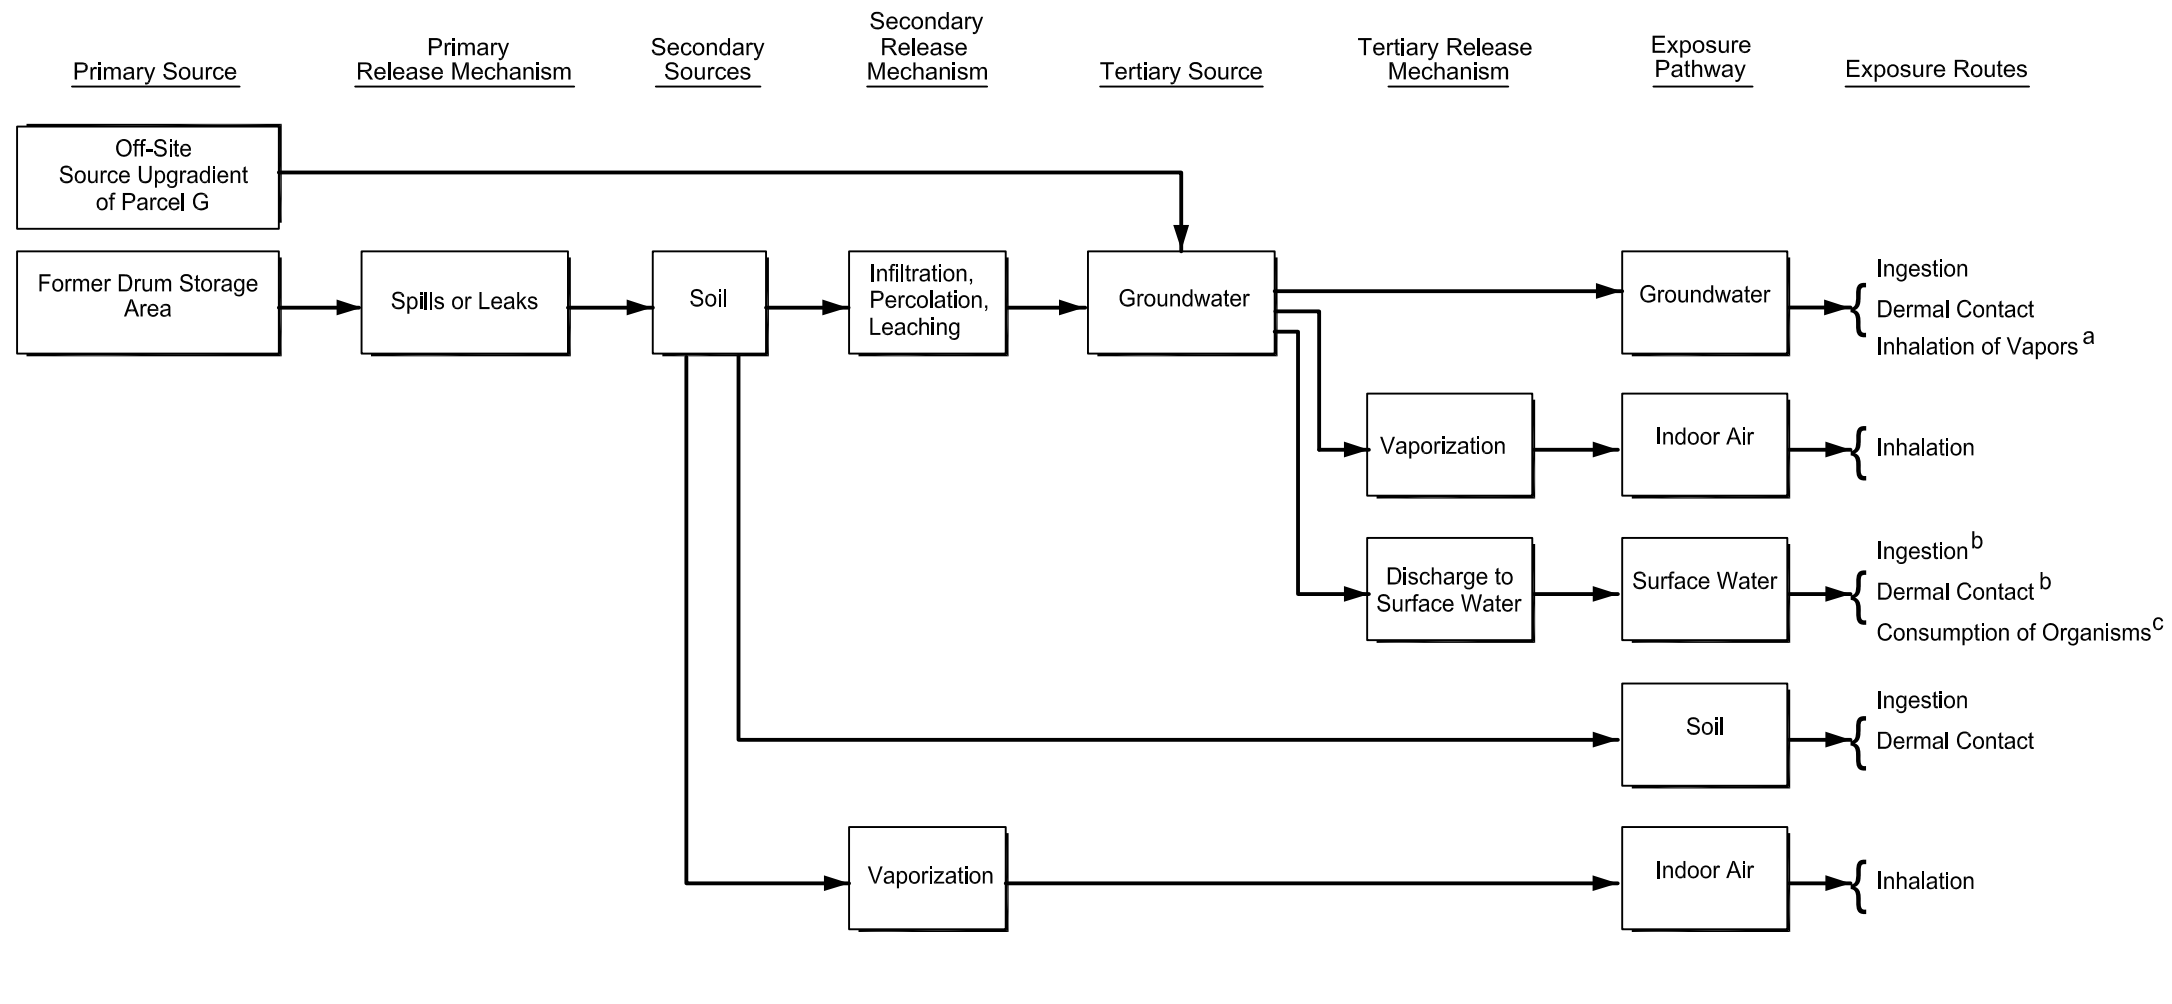 Primary Source
Primary
Release Mechanism
Secondary
Sources
Secondary
Release
Mechanism
Tertiary Source
Tertiary Release
Mechanism
Exposure
Pathway
Exposure Routes
Off-Site
Source Upgradient
of Parcel G
Former Drum Storage
Area
Spills or Leaks
Soil
Infiltration,
Percolation,
Leaching
Groundwater
Groundwater
Ingestion
Dermal Contact
Inhalation of Vapors a
Vaporization
Indoor Air
Inhalation
Discharge to
Surface Water
Surface Water
Ingestion b
Dermal Contact b
Consumption of Organisms c
Soil
Ingestion
Dermal Contact
Vaporization
Indoor Air
Inhalation